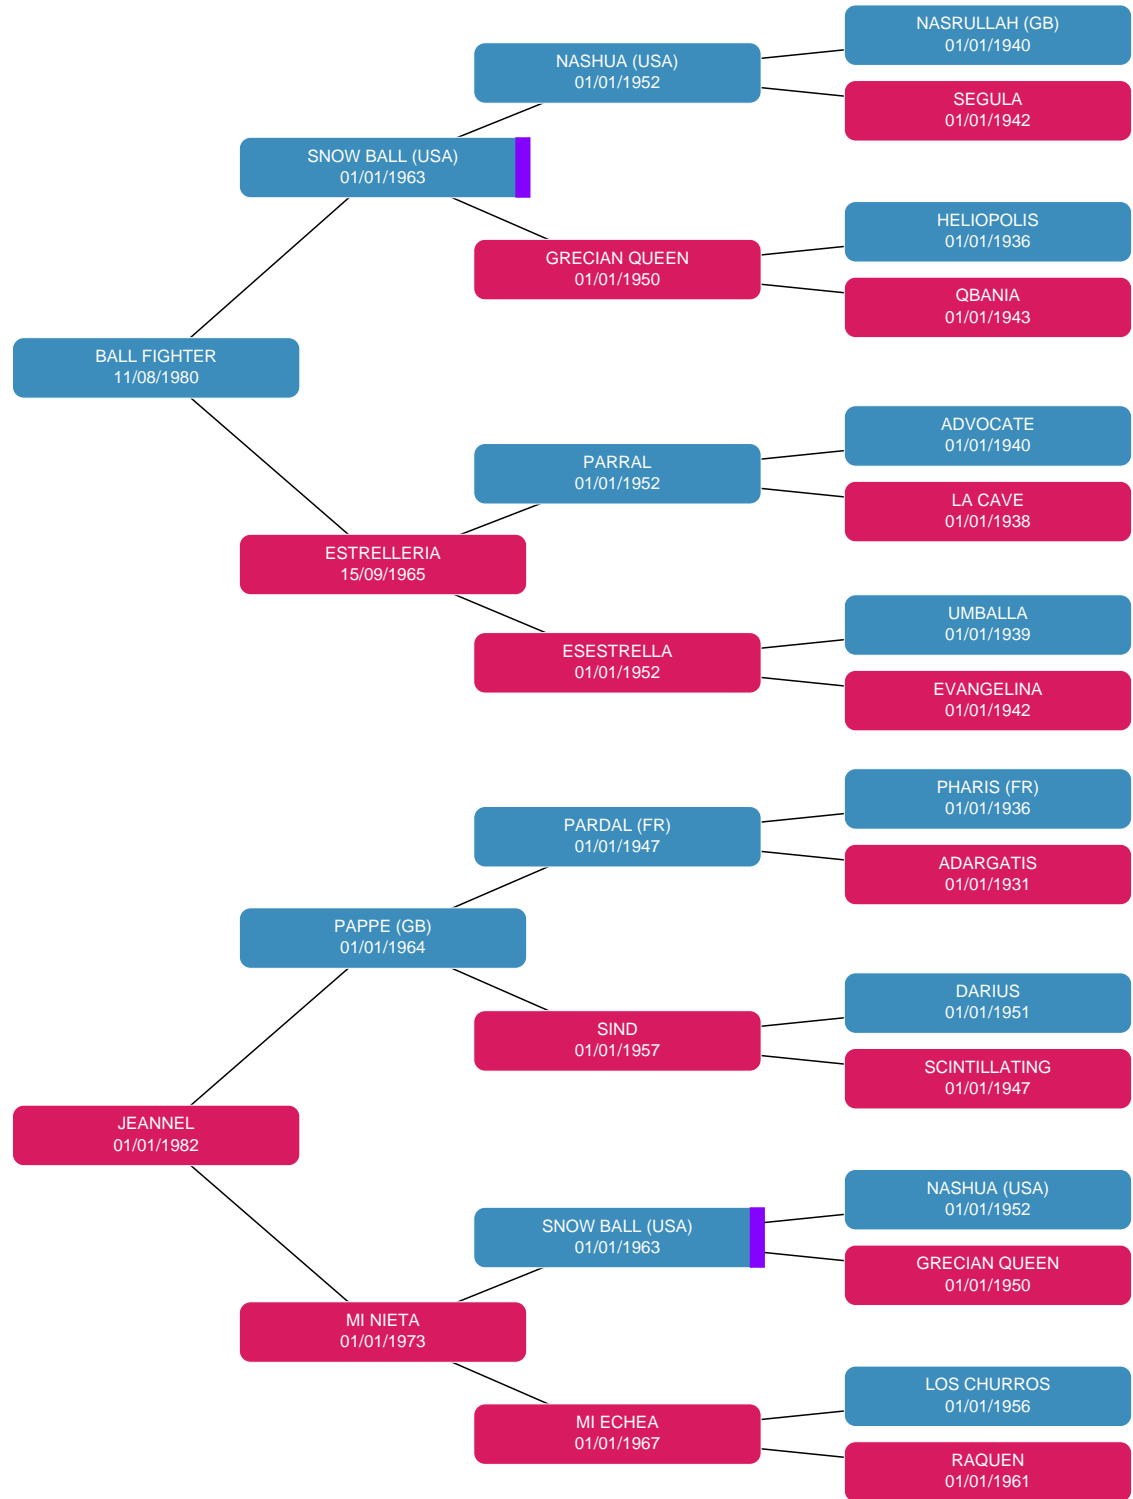 NASRULLAH (GB)
01/01/1940
NASHUA (USA)
01/01/1952
SEGULA
01/01/1942
SNOW BALL (USA)
01/01/1963
HELIOPOLIS
01/01/1936
GRECIAN QUEEN
01/01/1950
QBANIA
01/01/1943
BALL FIGHTER
11/08/1980
ADVOCATE
01/01/1940
PARRAL
01/01/1952
LA CAVE
01/01/1938
ESTRELLERIA
15/09/1965
UMBALLA
01/01/1939
ESESTRELLA
01/01/1952
EVANGELINA
01/01/1942
PHARIS (FR)
01/01/1936
PARDAL (FR)
01/01/1947
ADARGATIS
01/01/1931
PAPPE (GB)
01/01/1964
DARIUS
01/01/1951
SIND
01/01/1957
SCINTILLATING
01/01/1947
JEANNEL
01/01/1982
NASHUA (USA)
01/01/1952
SNOW BALL (USA)
01/01/1963
GRECIAN QUEEN
01/01/1950
MI NIETA
01/01/1973
LOS CHURROS
01/01/1956
MI ECHEA
01/01/1967
RAQUEN
01/01/1961